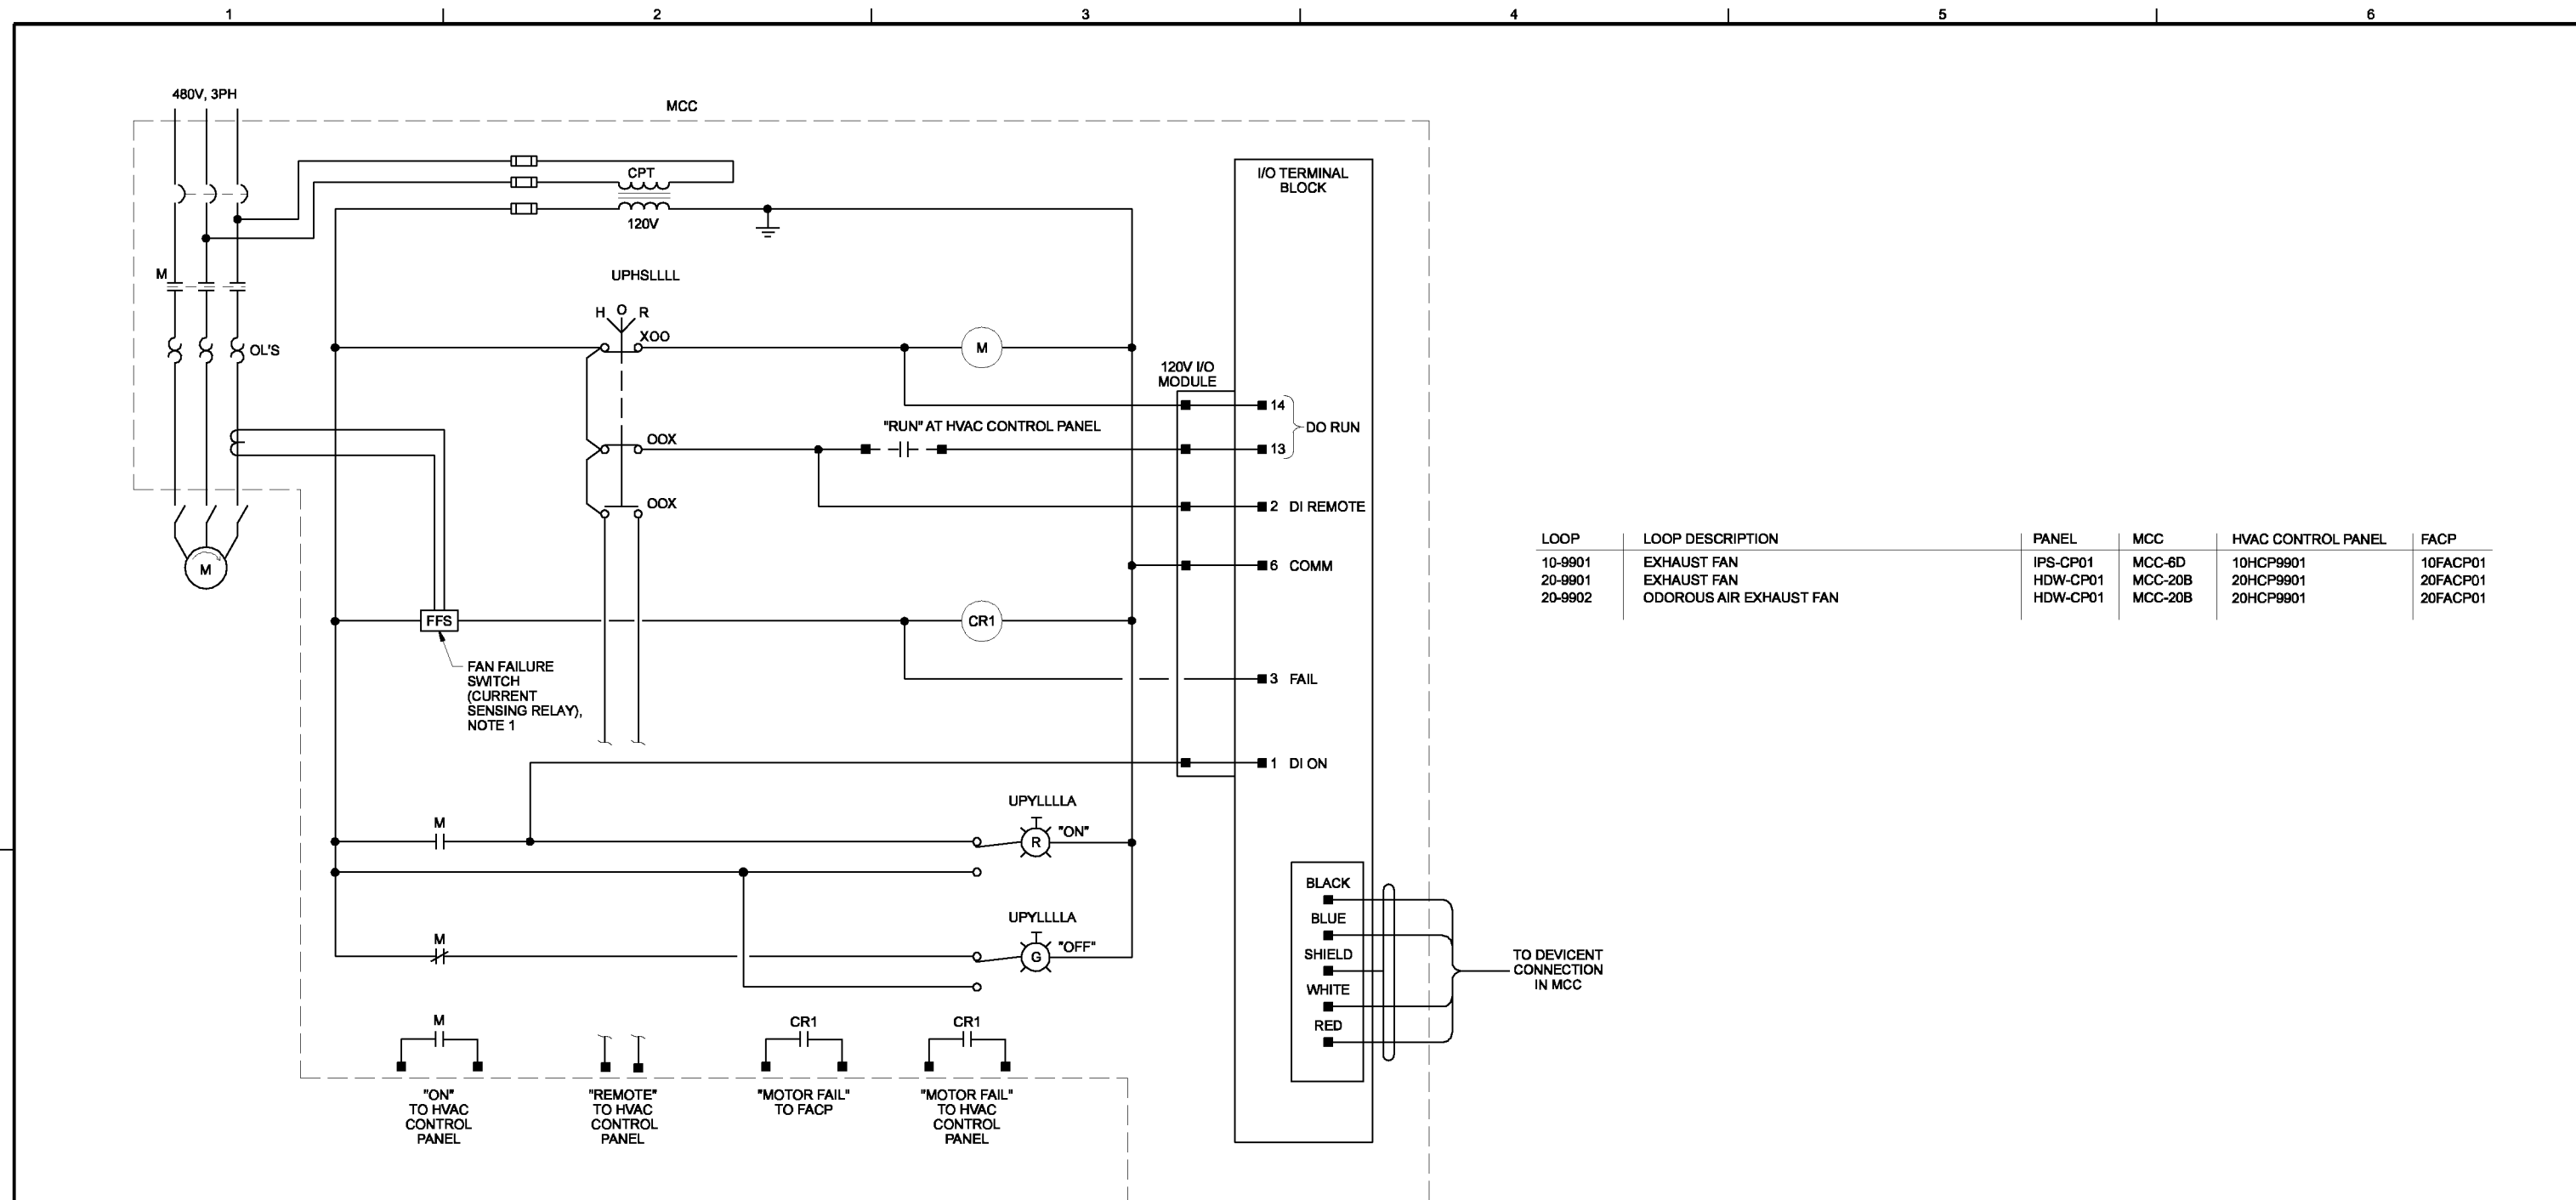 1 2 3 4 5 6
480V, 3PH
MCC
CPT
120V
I/O TERMINAL
BLOCK
M
UPHSLLLL
H O R
XOO
OL'S
M
120V I/O
MODULE
14
"RUN" AT HVAC CONTROL PANEL
DO RUN
OOX
13
OOX
2 DI REMOTE
M
6 COMM
FFS
CR1
FAN FAILURE
SWITCH
(CURRENT
SENSING RELAY),
NOTE 1
3 FAIL
1 DI ON
UPYLLLLA
M
R
"ON"
UPYLLLLA
M
G
"OFF"
BLACK
BLUE
SHIELD
WHITE
RED
TO DEVICENT
CONNECTION
IN MCC
M
"ON"
TO HVAC
CONTROL
PANEL
"REMOTE"
TO HVAC
CONTROL
PANEL
CR1
"MOTOR FAIL"
TO FACP
CR1
"MOTOR FAIL"
TO HVAC
CONTROL
PANEL
LOOP LOOP DESCRIPTION PANEL MCC HVAC CONTROL PANEL FACP
10-9901 EXHAUST FAN IPS-CP01 MCC-6D 10HCP9901 10FACP01
20-9901 EXHAUST FAN HDW-CP01 MCC-20B 20HCP9901 20FACP01
20-9902 ODOROUS AIR EXHAUST FAN HDW-CP01 MCC-20B 20HCP9901 20FACP01